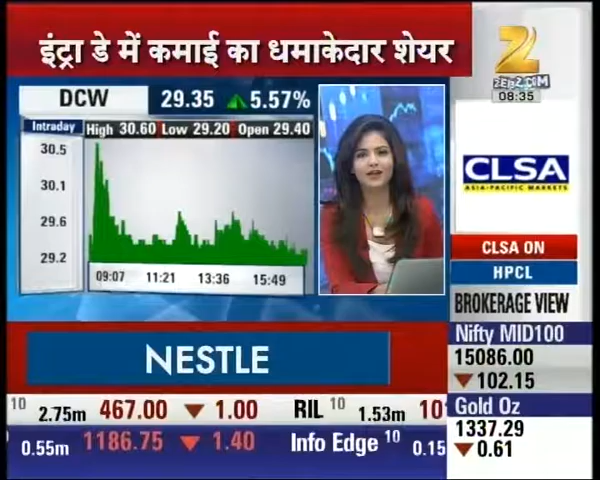 इंट्रा डे में कमाई का धमाकेदार शेयर
08:35
DCW 29.35 5.57%
Intraday High 30.60 Low 29.20 Open 29.40
30.5
30.1
29.6
29.2
09:07 11:21 13:36 15:49
CLSA
ASIA-PACIFIC MARKETS
CLSA ON
HPCL
BROKERAGE VIEW
NESTLE
Nifty MID100
15086.00
102.15
Gold Oz
1337.29
0.61
10 2.75m 467.00 1.00 RIL 10 1.53m 10
0.55m 1186.75 1.40 Info Edge 10 0.15